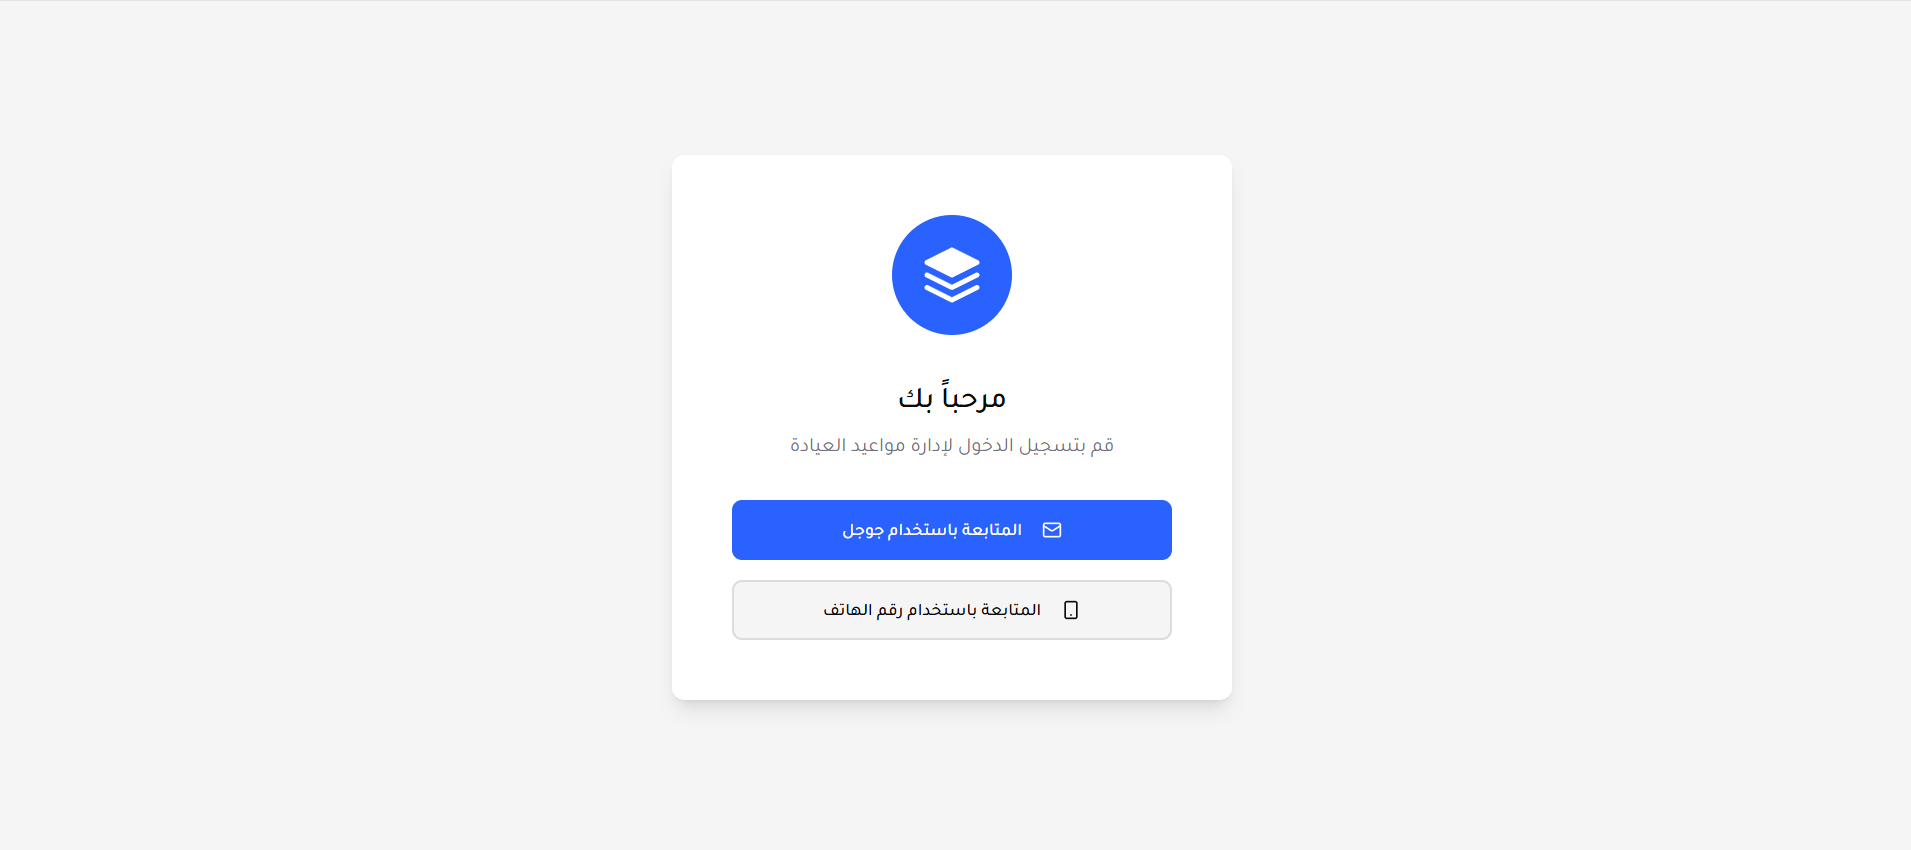 مرحباً بك
قم بتسجيل الدخول لإدارة مواعيد العيادة
المتابعة باستخدام جوجل
المتابعة باستخدام رقم الهاتف